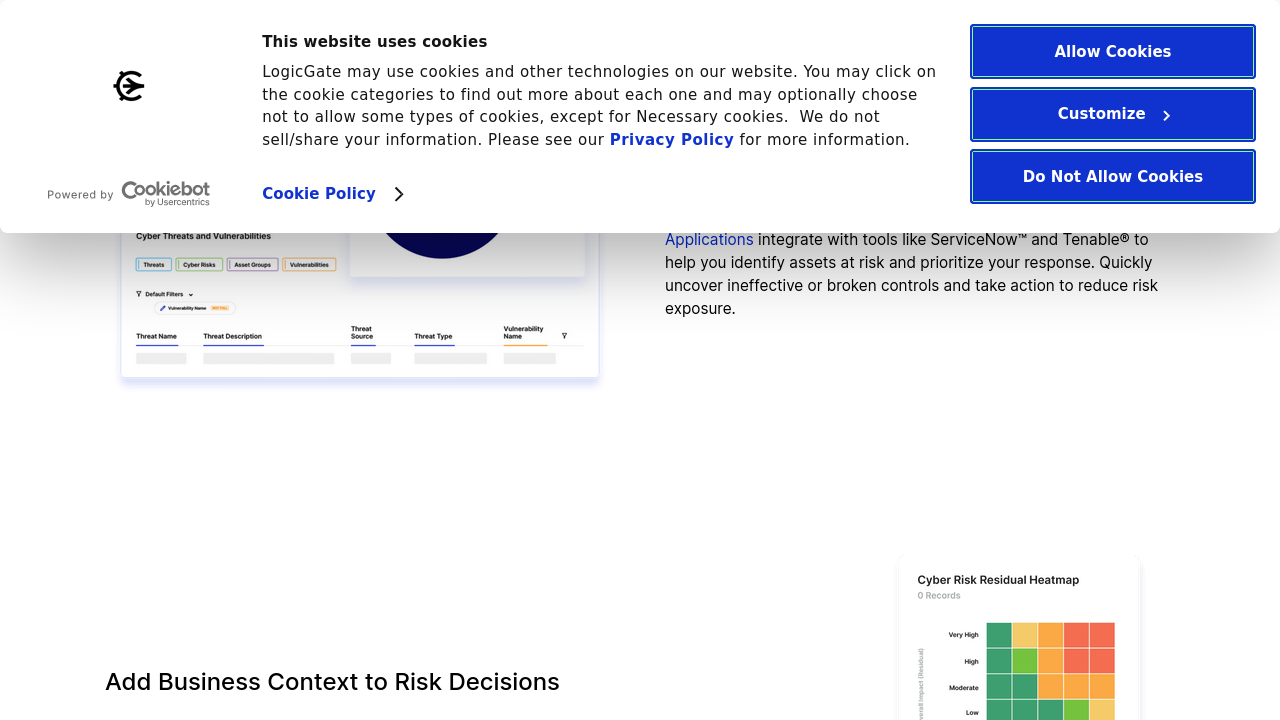 This website uses cookies
LogicGate may use cookies and other technologies on our website. You may click on
the cookie categories to find out more about each one and may optionally choose
not to allow some types of cookies, except for Necessary cookies.  We do not
sell/share your information. Please see our Privacy Policy for more information.
Cookie Policy
Powered by Cookiebot
by Usercentrics
Allow Cookies
Customize
Do Not Allow Cookies
Cyber Threats and Vulnerabilities
Threats Cyber Risks Asset Groups Vulnerabilities
Default Filters
Vulnerability Name
Threat Name Threat Description Threat Source Threat Type Vulnerability Name
Applications integrate with tools like ServiceNow™ and Tenable® to
help you identify assets at risk and prioritize your response. Quickly
uncover ineffective or broken controls and take action to reduce risk
exposure.
Add Business Context to Risk Decisions
Cyber Risk Residual Heatmap
0 Records
Very High
High
Moderate
Low
Impact (Residual)